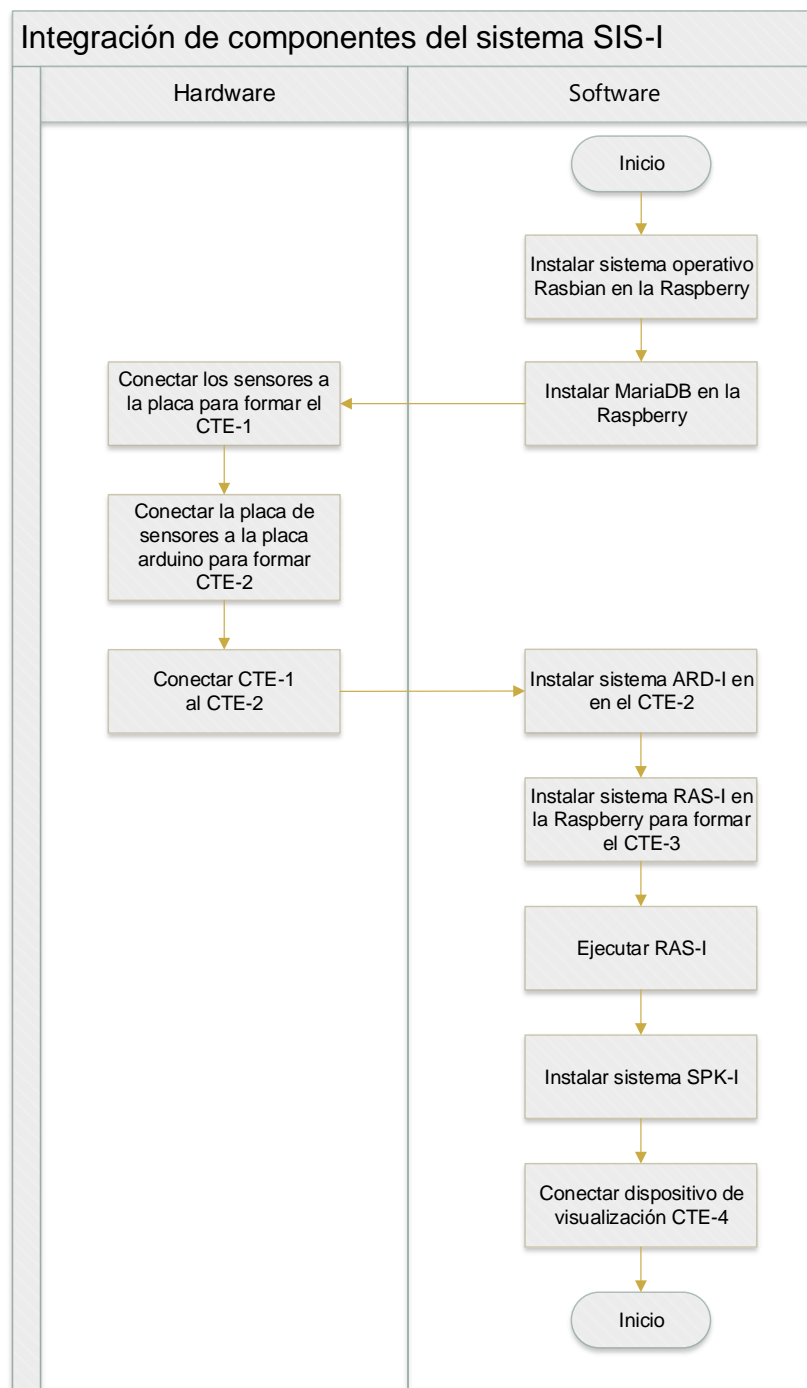 Integración de componentes del sistema SIS-I
Hardware
Software
Inicio
Instalar sistema operativo
Rasbian en la Raspberry
Instalar MariaDB en la
Raspberry
Conectar los sensores a
la placa para formar el
CTE-1
Conectar la placa de
sensores a la placa
arduino para formar
CTE-2
Conectar CTE-1
al CTE-2
Instalar sistema ARD-I en
en el CTE-2
Instalar sistema RAS-I en
la Raspberry para formar
el CTE-3
Ejecutar RAS-I
Instalar sistema SPK-I
Conectar dispositivo de
visualización CTE-4
Inicio